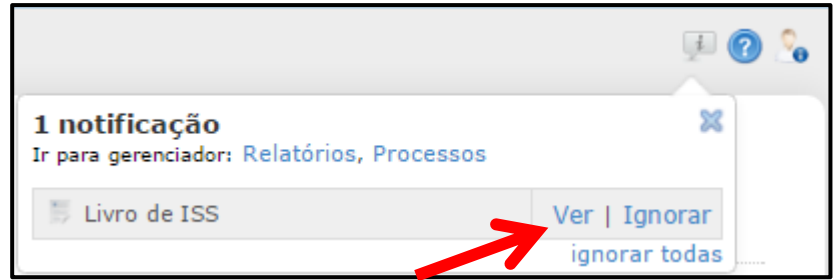 1 notificação
Ir para gerenciador: Relatórios, Processos
Livro de ISS Ver | Ignorar
ignorar todas